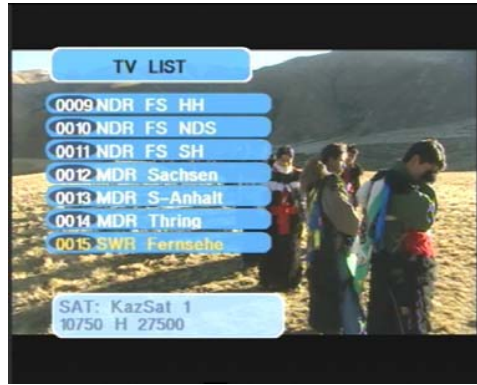 TV LIST
0009 NDR FS HH
0010 NDR FS NDS
0011 NDR FS SH
0012 MDR Sachsen
0013 MDR S-Anhalt
0014 MDR Thring
0015 SWR Fernsehe
SAT: KazSat 1
10750 H 27500